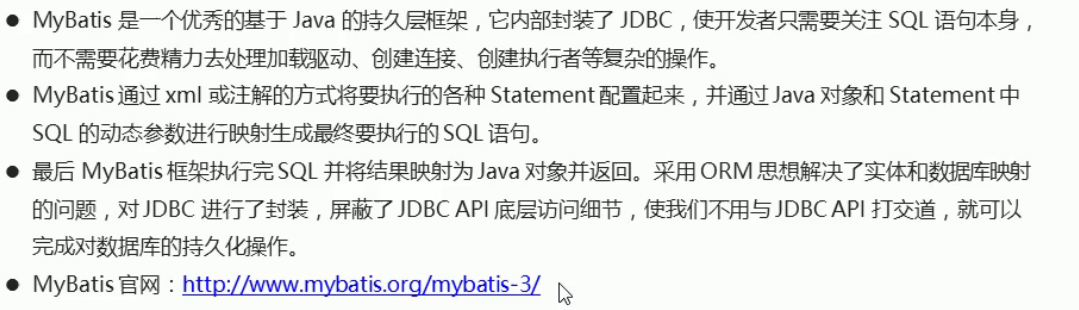 ● MyBatis 是一个优秀的基于 Java 的持久层框架，它内部封装了 JDBC，使开发者只需要关注 SQL 语句本身，
而不需要花费精力去处理加载驱动、创建连接、创建执行者等复杂的操作。
● MyBatis 通过 xml 或注解的方式将要执行的各种 Statement 配置起来，并通过 Java 对象和 Statement 中
SQL 的动态参数进行映射生成最终要执行的 SQL 语句。
● 最后 MyBatis 框架执行完 SQL 并将结果映射为 Java 对象并返回。采用 ORM 思想解决了实体和数据库映射
的问题，对 JDBC 进行了封装，屏蔽了 JDBC API 底层访问细节，使我们不用与 JDBC API 打交道，就可以
完成对数据库的持久化操作。
● MyBatis 官网：http://www.mybatis.org/mybatis-3/